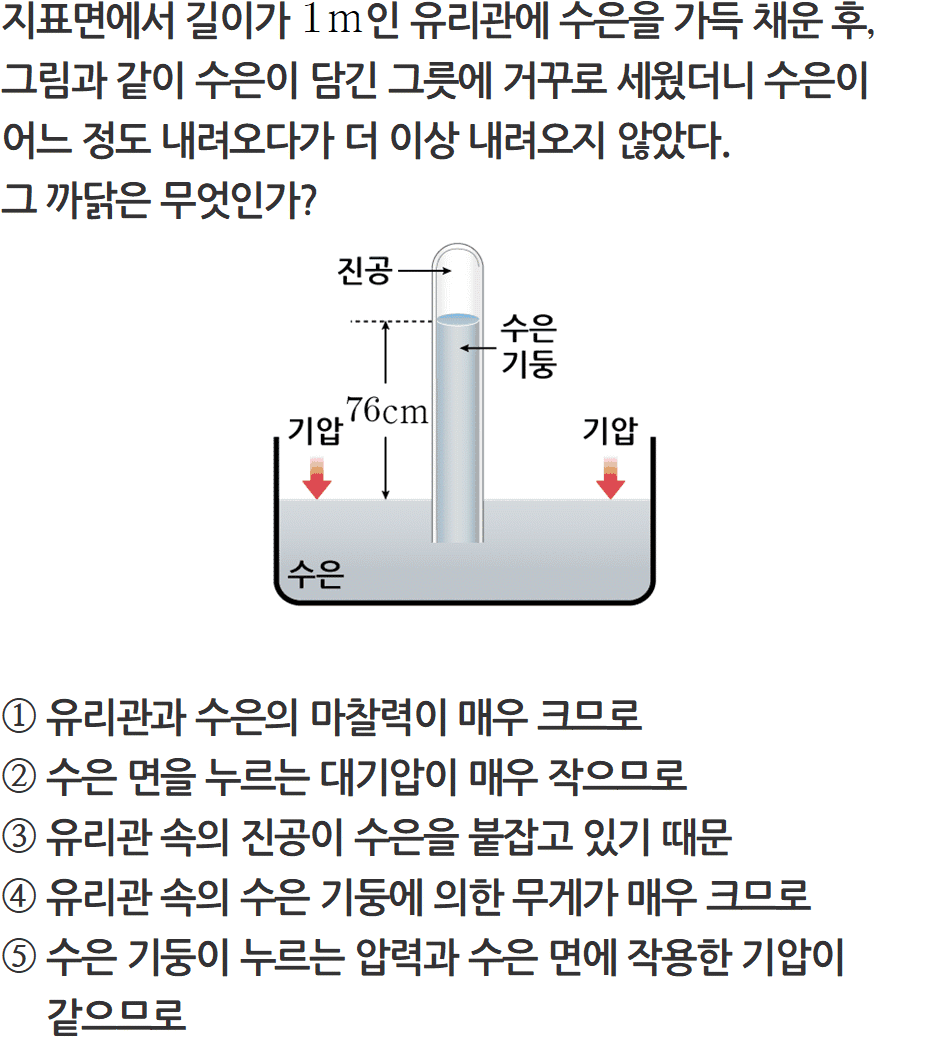 지표면에서 길이가 1m인 유리관에 수은을 가득 채운 후,
그림과 같이 수은이 담긴 그릇에 거꾸로 세웠더니 수은이
어느 정도 내려오다가 더 이상 내려오지 않았다.
그 까닭은 무엇인가?
진공
수은
기둥
76cm
기압
기압
수은
① 유리관과 수은의 마찰력이 매우 크므로
② 수은 면을 누르는 대기압이 매우 작으므로
③ 유리관 속의 진공이 수은을 붙잡고 있기 때문
④ 유리관 속의 수은 기둥에 의한 무게가 매우 크므로
⑤ 수은 기둥이 누르는 압력과 수은 면에 작용한 기압이
같으므로